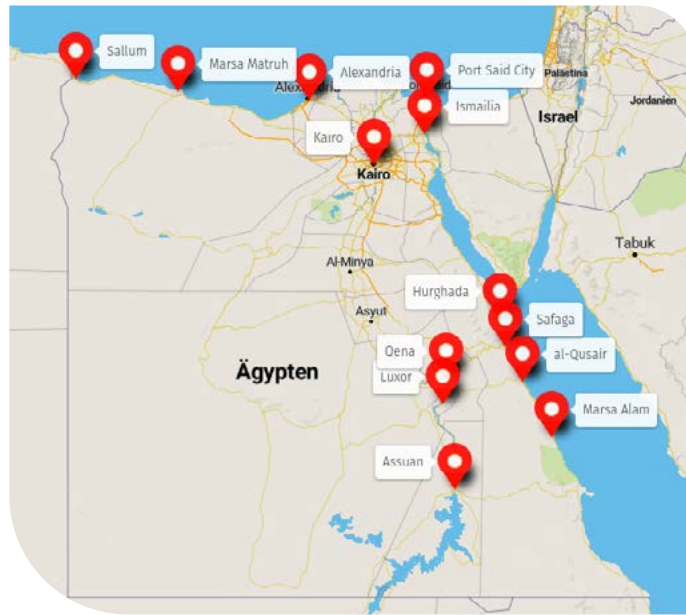 Sallum
Marsa Matruh
Alexandria
Port Said City
Palästina
Ismailia
Jordanien
Israel
Kairo
Kairo
Tabuk
Al-Minya
Hurghada
Asyut
Safaga
Qena
al-Qusair
Ägypten
Luxor
Marsa Alam
Assuan